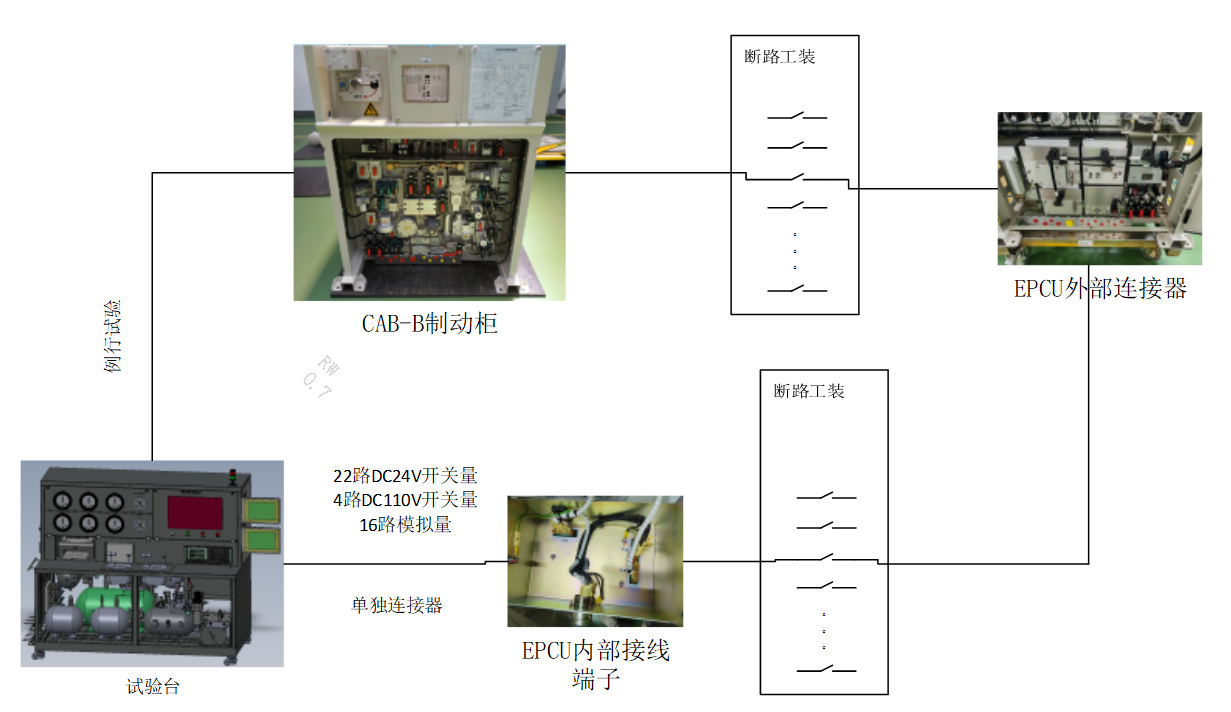 断路工装
EPCU外部连接器
CAB-B制动柜
例行试验
RW
0.7
断路工装
22路DC24V开关量
4路DC110V开关量
16路模拟量
单独连接器
EPCU内部接线
端子
试验台